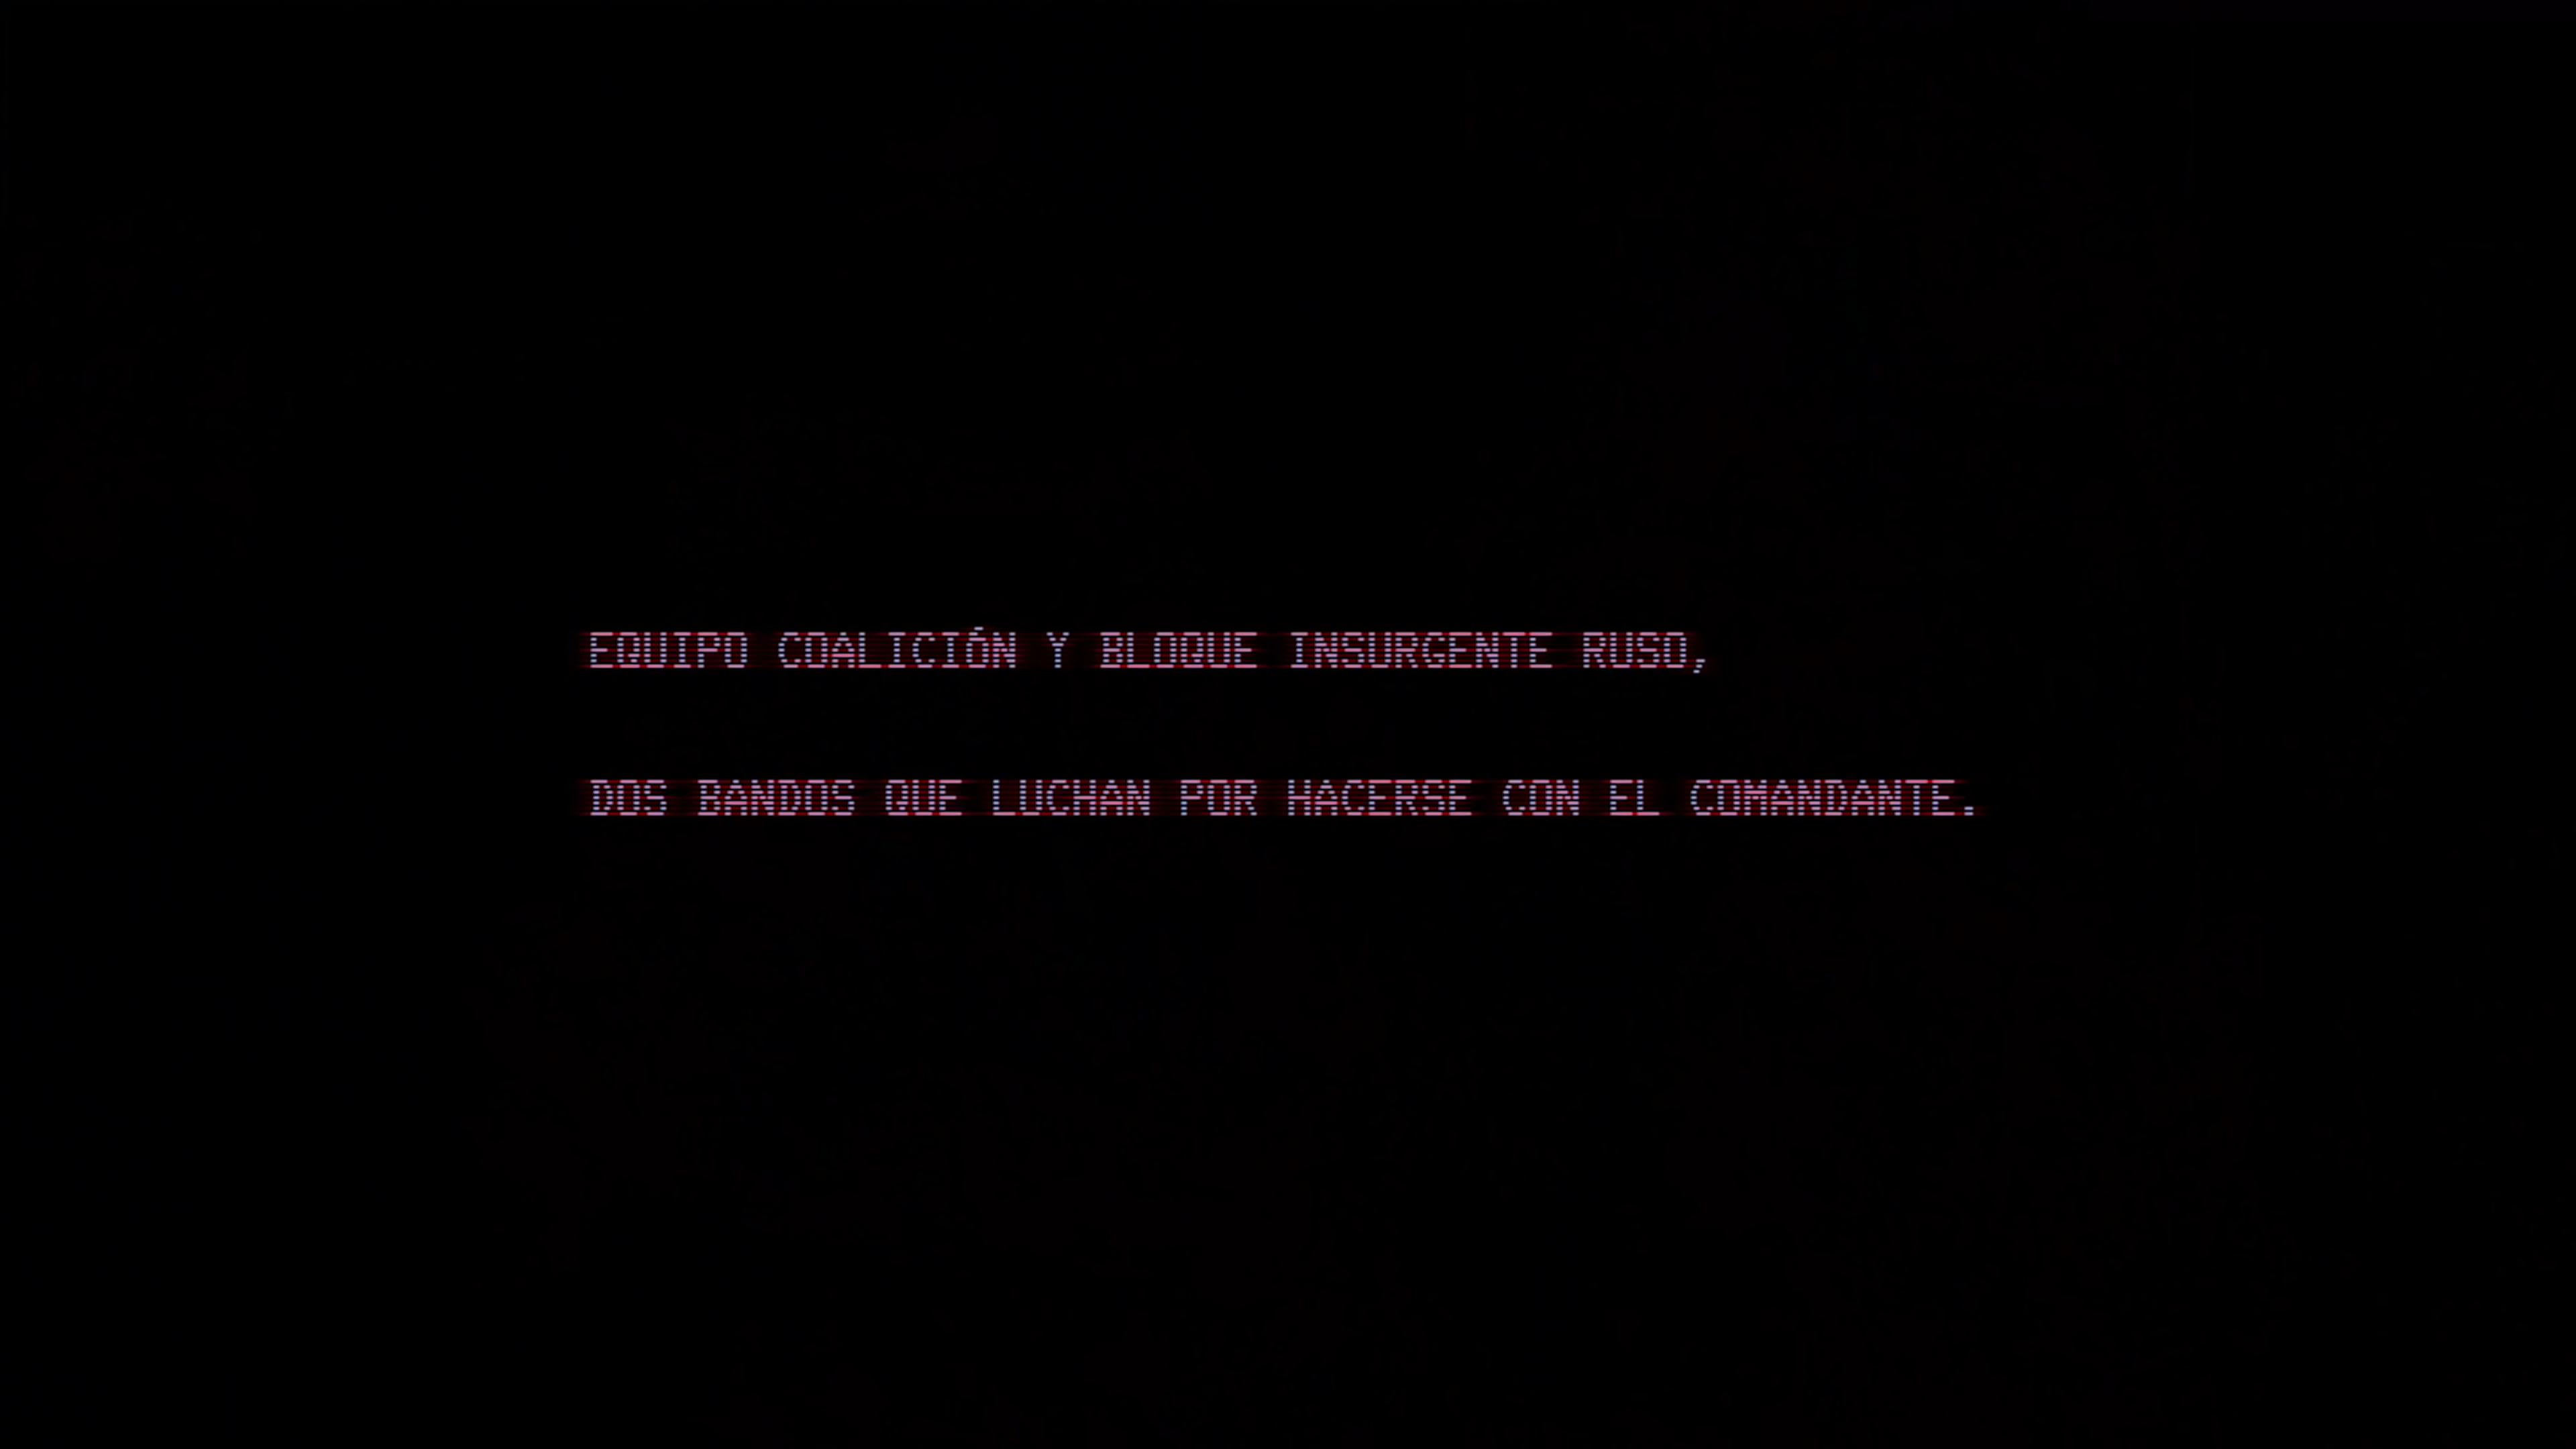 EQUIPO COALICIÓN Y BLOQUE INSURGENTE RUSO,
DOS BANDOS QUE LUCHAN POR HACERSE CON EL COMANDANTE.